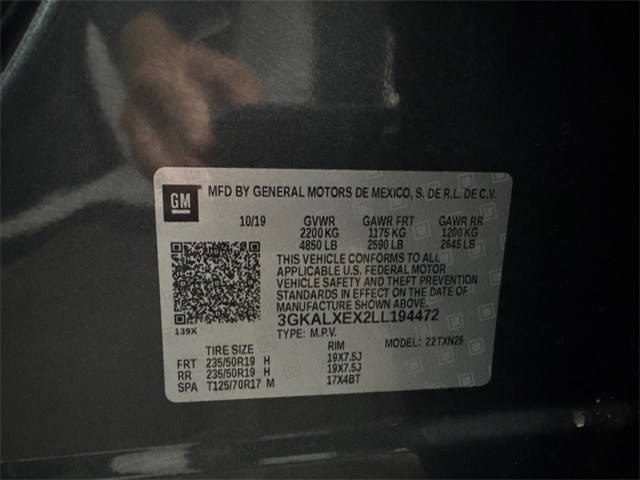 GM
MFD BY GENERAL MOTORS DE MEXICO, S. DE R.L. DE C.V.
10/19 GVWR GAWR FRT GAWR RR
2200 KG 1175 KG 1200 KG
4850 LB 2590 LB 2645 LB
THIS VEHICLE CONFORMS TO ALL
APPLICABLE U.S. FEDERAL MOTOR
VEHICLE SAFETY AND THEFT PREVENTION
STANDARDS IN EFFECT ON THE DATE OF
MANUFACTURE SHOWN ABOVE.
3GKALXEX2LL194472
139X
TYPE: M.P.V. MODEL: 22TXN26
TIRE SIZE RIM
FRT 235/50R19 H 19X7.5J
RR 235/50R19 H 19X7.5J
SPA T125/70R17 M 17X4BT